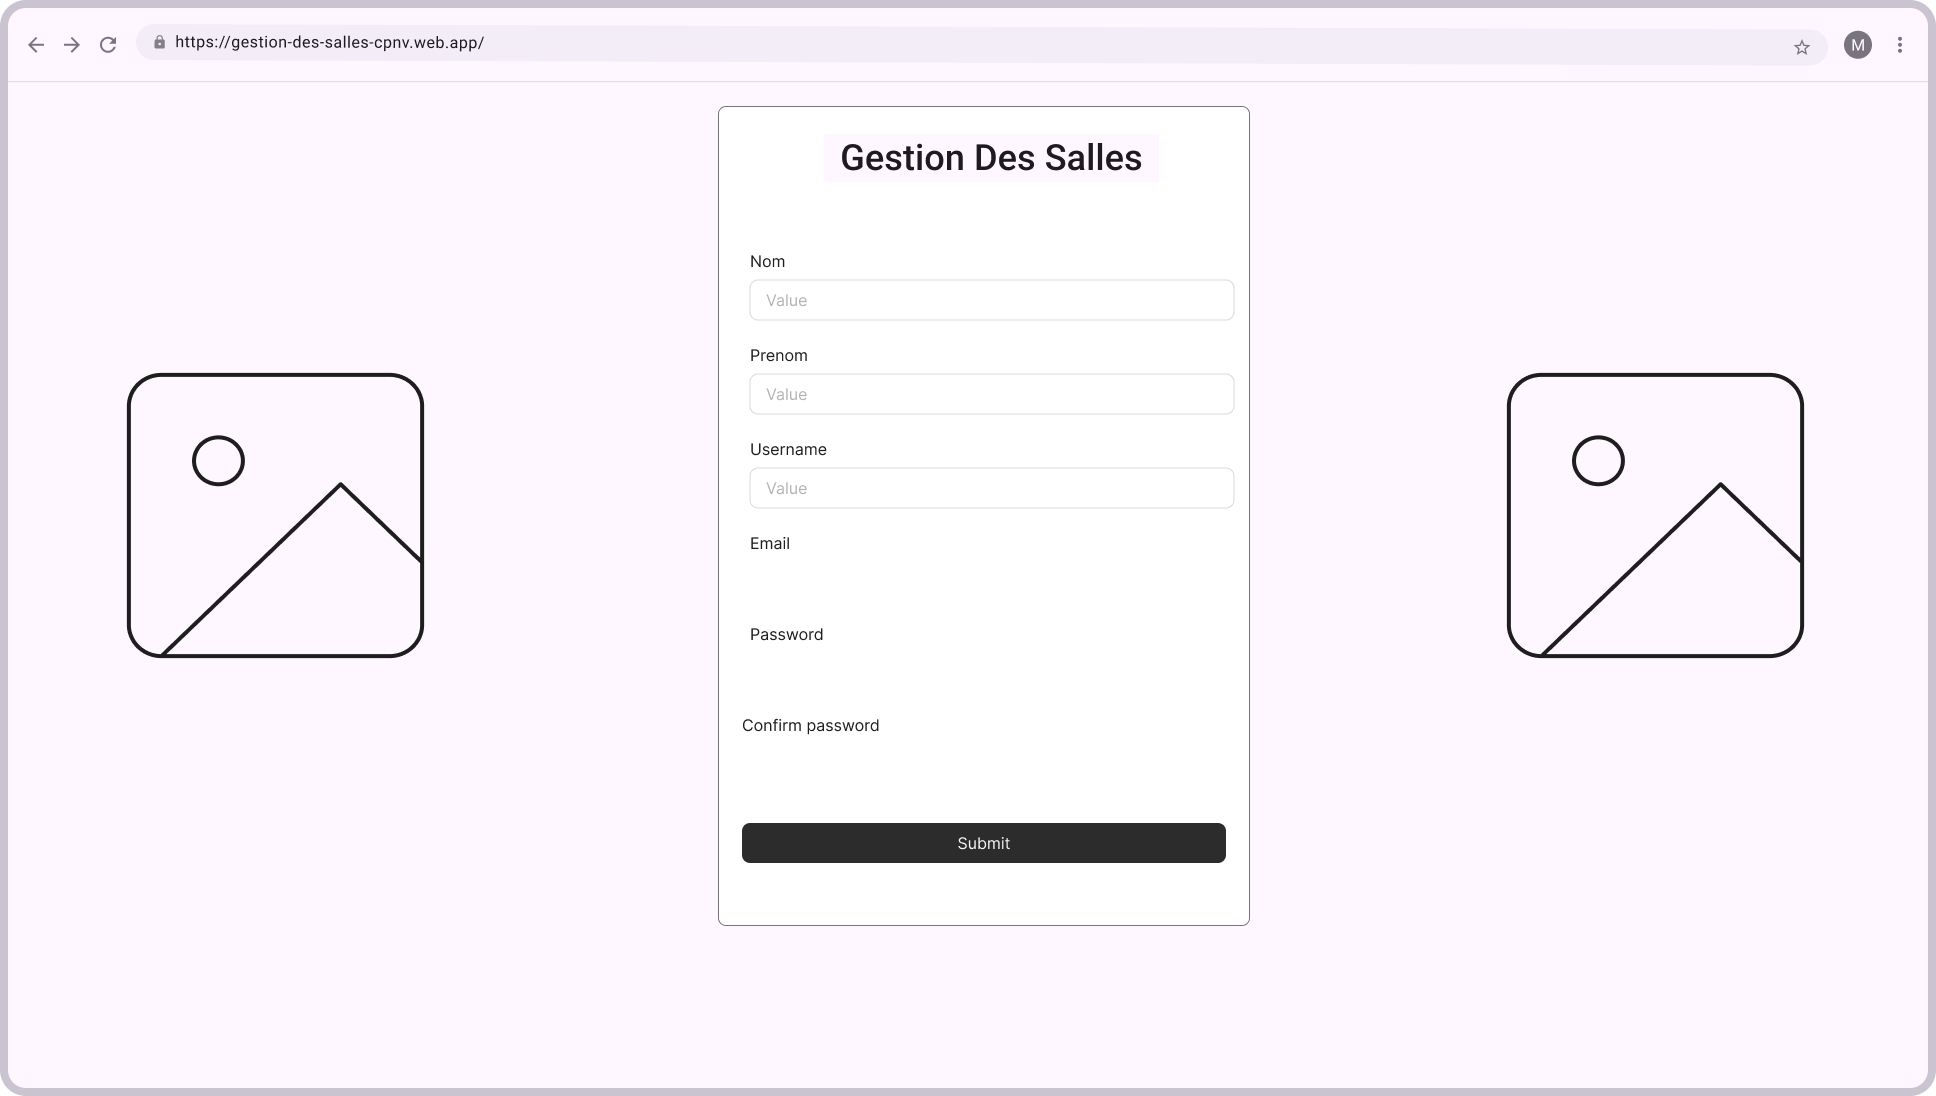 https://gestion-des-salles-cpnv.web.app/
M
Gestion Des Salles
Nom
Value
Prenom
Value
Username
Value
Email
Password
Confirm password
Submit